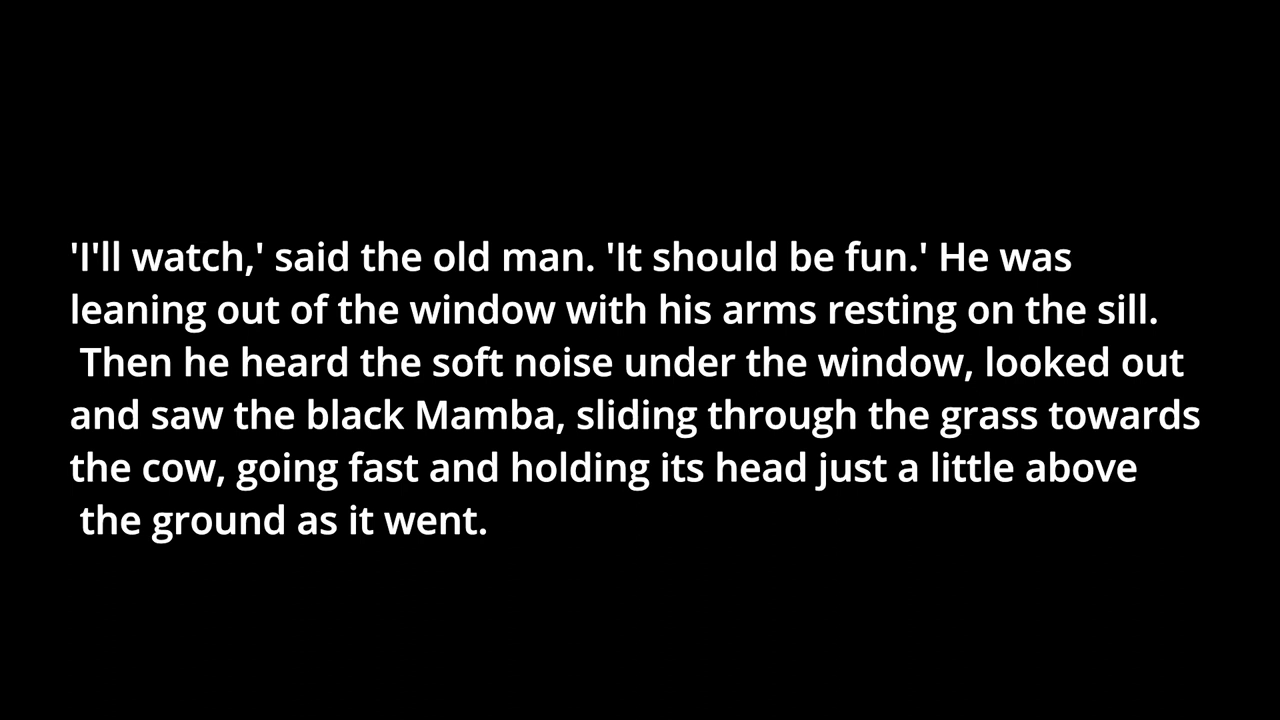 'I'll watch,' said the old man. 'It should be fun.' He was
leaning out of the window with his arms resting on the sill.
Then he heard the soft noise under the window, looked out
and saw the black Mamba, sliding through the grass towards
the cow, going fast and holding its head just a little above
the ground as it went.